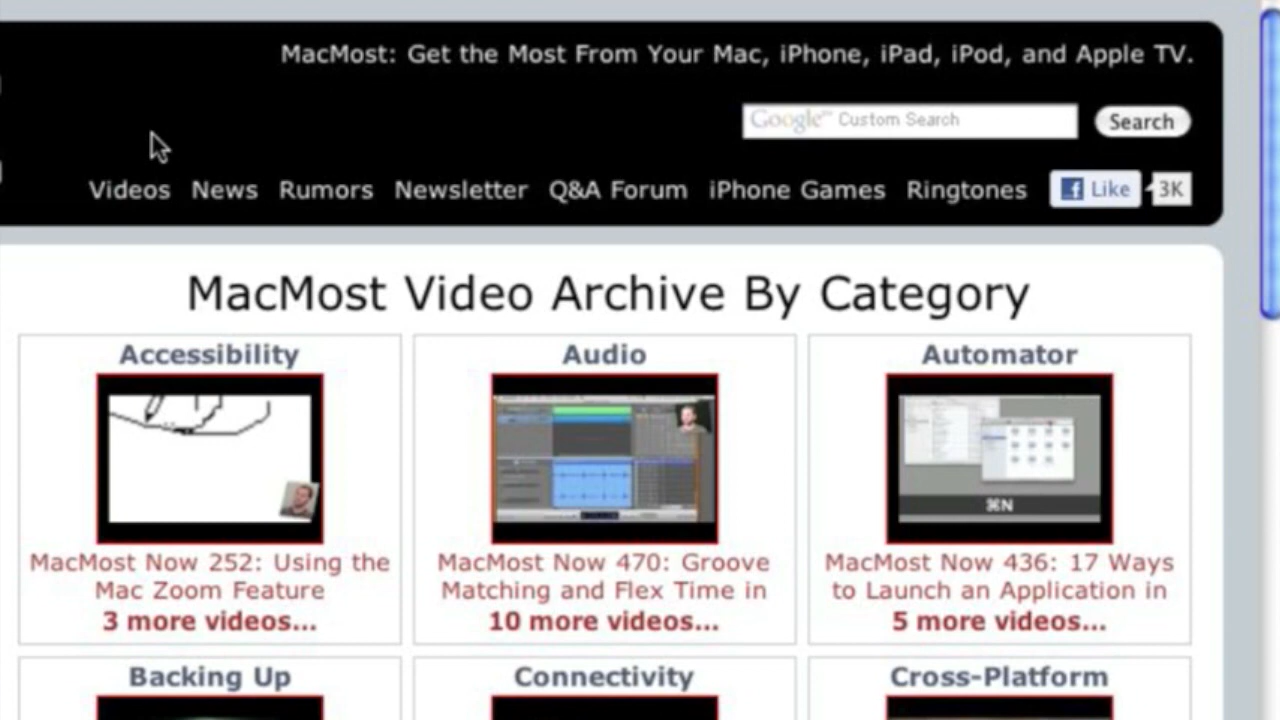 MacMost: Get the Most From Your Mac, iPhone, iPad, iPod, and Apple TV.
Google™ Custom Search
Search
Videos News Rumors Newsletter Q&A Forum iPhone Games Ringtones Like 3K
MacMost Video Archive By Category
Accessibility
MacMost Now 252: Using the
Mac Zoom Feature
3 more videos...
Audio
MacMost Now 470: Groove
Matching and Flex Time in
10 more videos...
Automator
⌘N
MacMost Now 436: 17 Ways
to Launch an Application in
5 more videos...
Backing Up
Connectivity
Cross-Platform